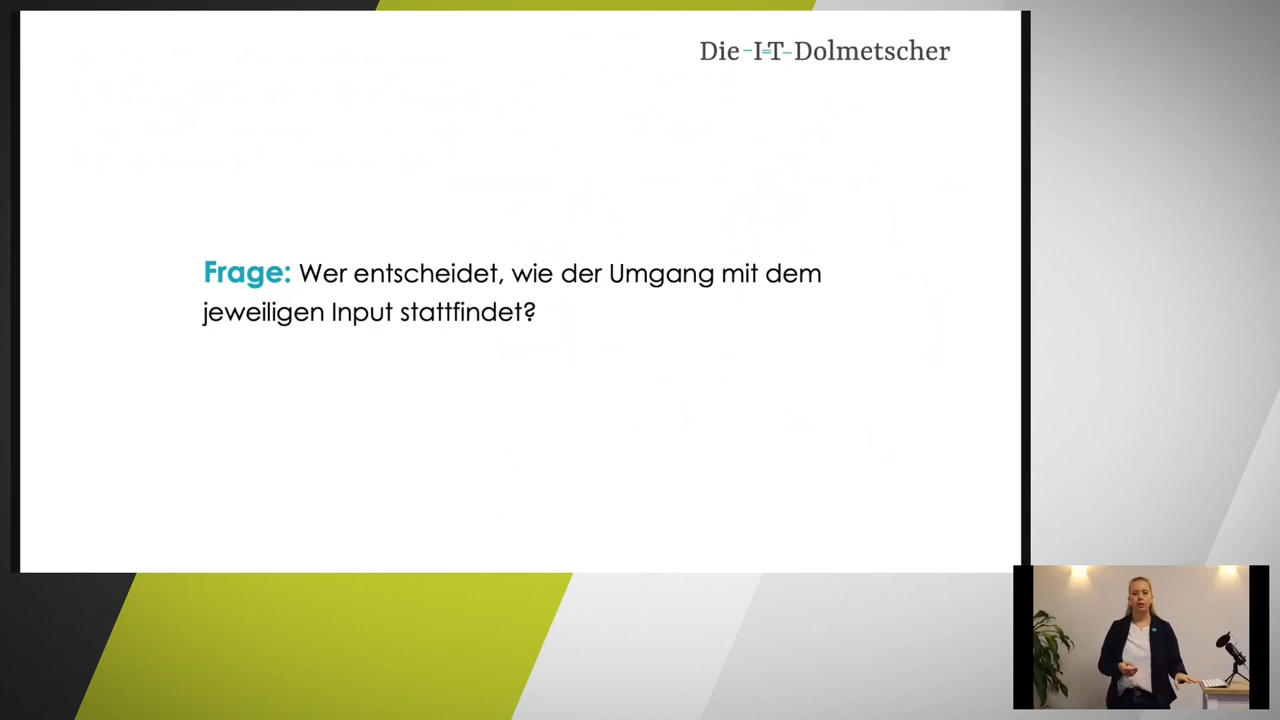 Die-I-T-Dolmetscher
Frage: Wer entscheidet, wie der Umgang mit dem
jeweiligen Input stattfindet?